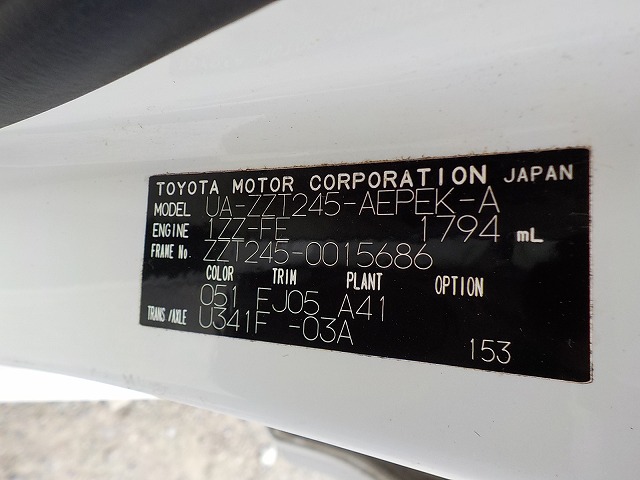 TOYOTA MOTOR CORPORATION JAPAN
MODEL UA-ZZT245-AEPEK-A
ENGINE 1ZZ-FE 1794 mL
FRAME No. ZZT245-0015686
COLOR TRIM PLANT OPTION
051 FJ05 A41
TRANS/AXLE U341F -03A
153